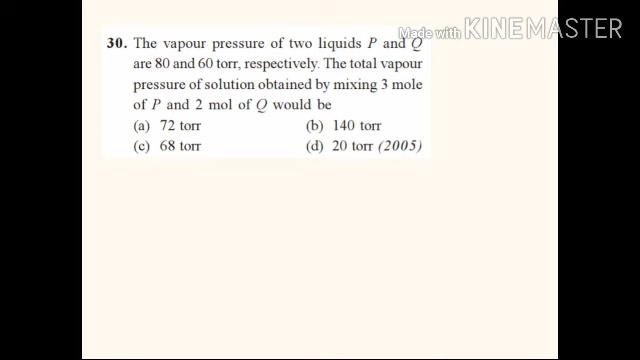 Made with KINEMASTER
30. The vapour pressure of two liquids P and Q
are 80 and 60 torr, respectively. The total vapour
pressure of solution obtained by mixing 3 mole
of P and 2 mol of Q would be
(a) 72 torr (b) 140 torr
(c) 68 torr (d) 20 torr (2005)